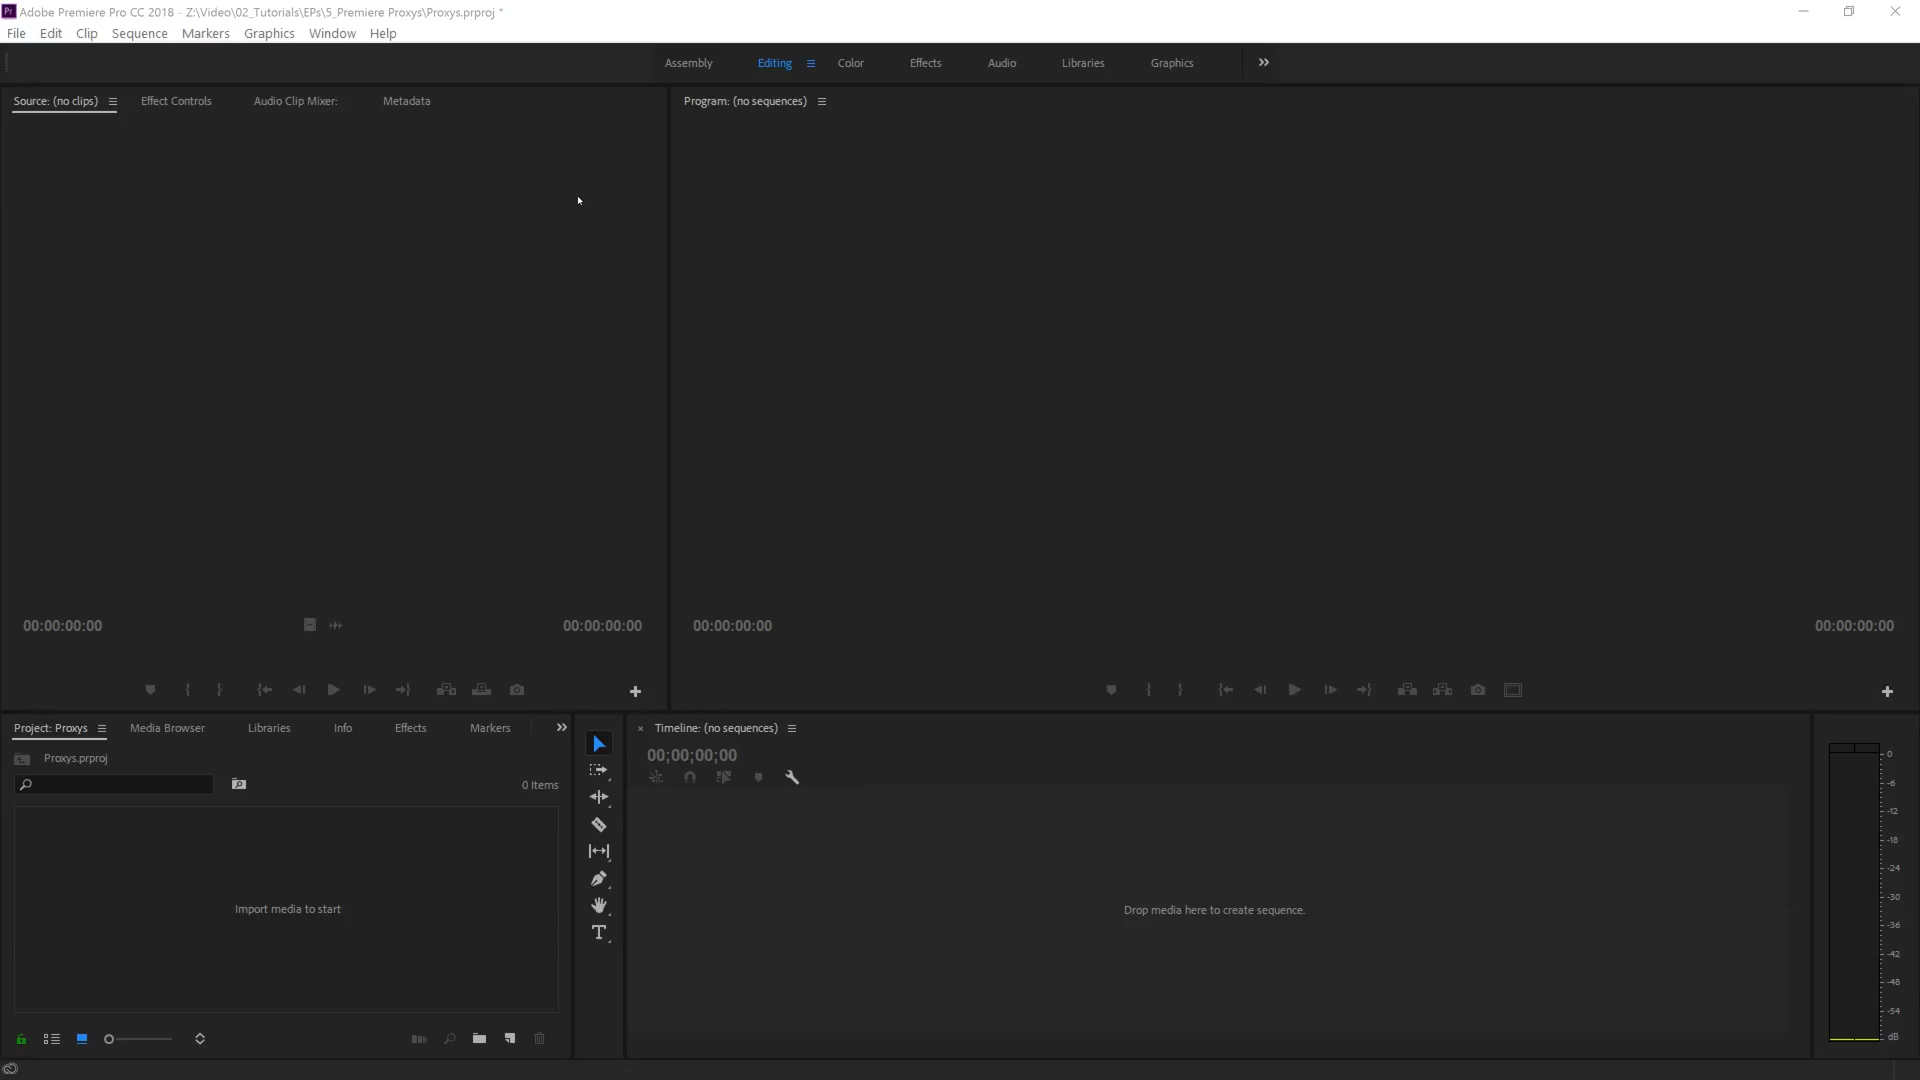 Pr Adobe Premiere Pro CC 2018 - Z:\Video\02_Tutorials\EPs\5_Premiere Proxys\Proxys.prproj *
File Edit Clip Sequence Markers Graphics Window Help
Assembly Editing Color Effects Audio Libraries Graphics
Source: (no clips) Effect Controls Audio Clip Mixer: Metadata
Program: (no sequences)
00:00:00:00 00:00:00:00
00:00:00:00 00:00:00:00
Project: Proxys Media Browser Libraries Info Effects Markers
Proxys.prproj
0 Items
Import media to start
Timeline: (no sequences)
00;00;00;00
Drop media here to create sequence.
0
-6
-12
-18
-24
-30
-36
-42
-48
-54
dB